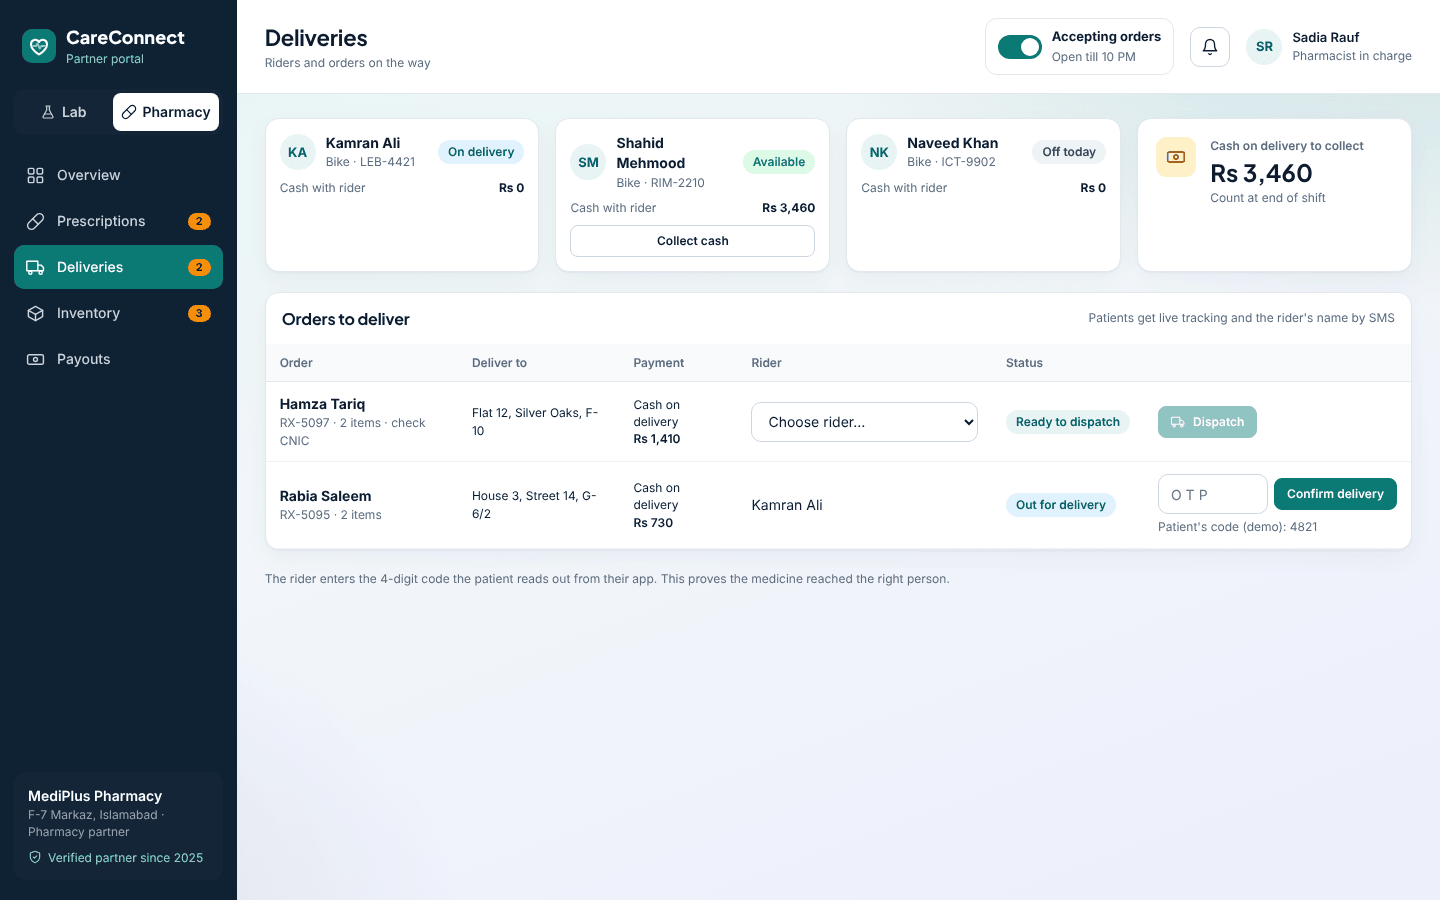 CareConnect
Partner portal
Lab
Pharmacy
Overview
Prescriptions 2
Deliveries 2
Inventory 3
Payouts
MediPlus Pharmacy
F-7 Markaz, Islamabad ·
Pharmacy partner
Verified partner since 2025
Deliveries
Riders and orders on the way
Accepting orders
Open till 10 PM
SR
Sadia Rauf
Pharmacist in charge
KA
Kamran Ali
Bike · LEB-4421
On delivery
Cash with rider Rs 0
SM
Shahid
Mehmood
Bike · RIM-2210
Available
Cash with rider Rs 3,460
Collect cash
NK
Naveed Khan
Bike · ICT-9902
Off today
Cash with rider Rs 0
Cash on delivery to collect
Rs 3,460
Count at end of shift
Orders to deliver
Patients get live tracking and the rider's name by SMS
Order Deliver to Payment Rider Status
Hamza Tariq
RX-5097 · 2 items · check
CNIC
Flat 12, Silver Oaks, F-
10
Cash on
delivery
Rs 1,410
Choose rider...
Ready to dispatch
Dispatch
Rabia Saleem
RX-5095 · 2 items
House 3, Street 14, G-
6/2
Cash on
delivery
Rs 730
Kamran Ali
Out for delivery
OTP
Confirm delivery
Patient's code (demo): 4821
The rider enters the 4-digit code the patient reads out from their app. This proves the medicine reached the right person.